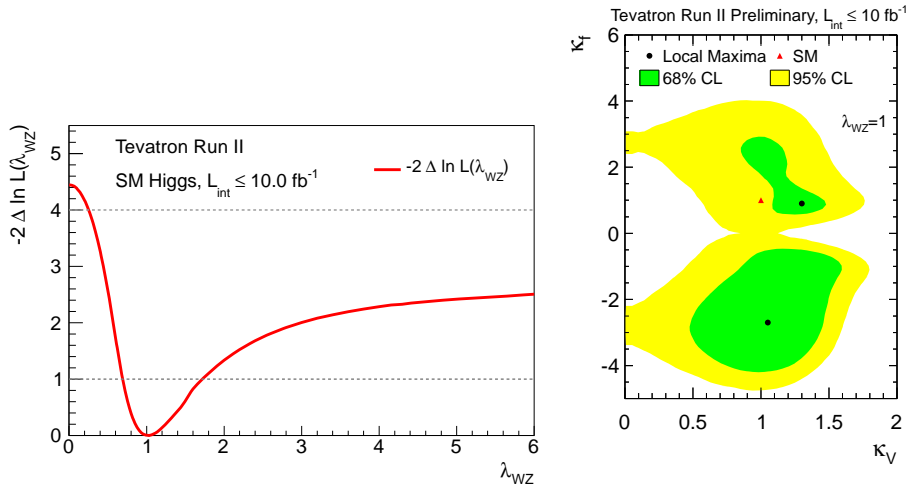 Tevatron Run II
SM Higgs, L_int ≤ 10.0 fb⁻¹
-2 Δ ln L(λ_WZ)
-2 Δ ln L(λ_WZ)
5
4
3
2
1
0
0 1 2 3 4 5 6
λ_WZ
Tevatron Run II Preliminary, L_int ≤ 10 fb⁻¹
κ_f
Local Maxima SM
68% CL 95% CL
λ_WZ=1
6
4
2
0
-2
-4
0 0.5 1 1.5 2
κ_V